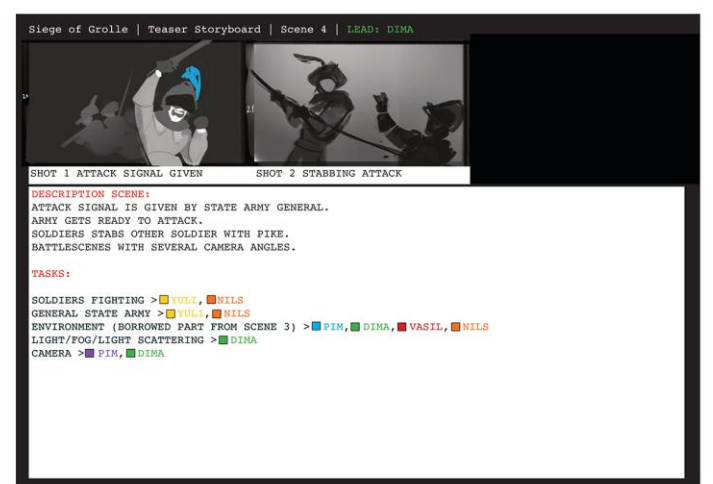 Siege of Grolle | Teaser Storyboard | Scene 4 | LEAD: DIMA
SHOT 1 ATTACK SIGNAL GIVEN
SHOT 2 STABBING ATTACK
DESCRIPTION SCENE:
ATTACK SIGNAL IS GIVEN BY STATE ARMY GENERAL.
ARMY GETS READY TO ATTACK.
SOLDIERS STABS OTHER SOLDIER WITH PIKE.
BATTLESCENES WITH SEVERAL CAMERA ANGLES.
TASKS:
SOLDIERS FIGHTING > YULI, NILS
GENERAL STATE ARMY > YULI, NILS
ENVIRONMENT (BORROWED PART FROM SCENE 3) > PIM, DIMA, VASIL, NILS
LIGHT/FOG/LIGHT SCATTERING > DIMA
CAMERA > PIM, DIMA